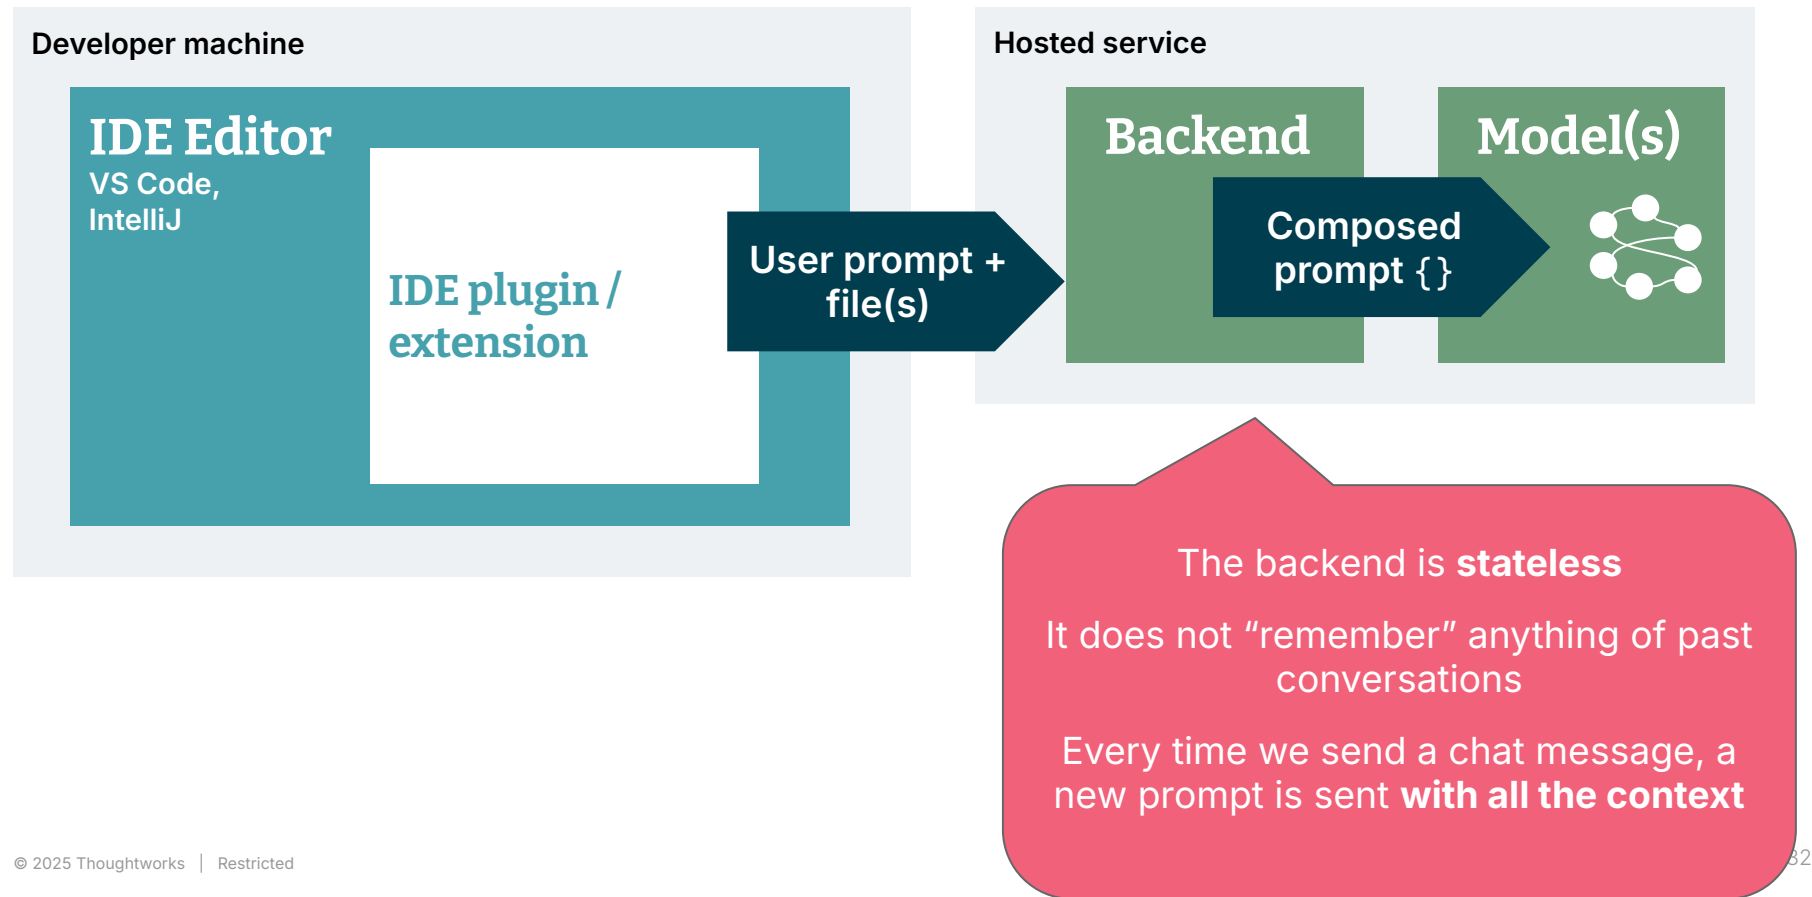 Developer machine
IDE Editor
VS Code,
IntelliJ
IDE plugin /
extension
User prompt +
file(s)
Hosted service
Backend
Model(s)
Composed
prompt {}
The backend is stateless
It does not “remember” anything of past
conversations
Every time we send a chat message, a
new prompt is sent with all the context
© 2025 Thoughtworks | Restricted